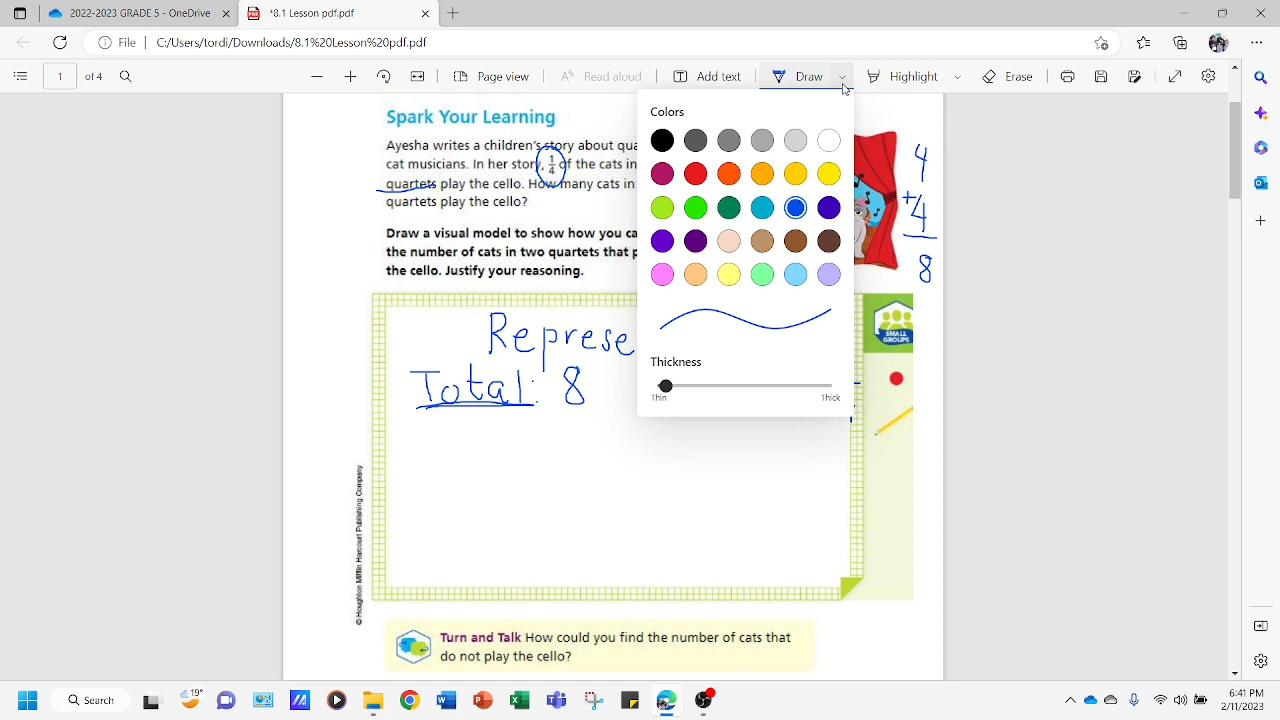 2022-2023 GRADE 5 - OneDrive
*8.1 Lesson pdf.pdf
File
C:/Users/tordi/Downloads/8.1%20Lesson%20pdf.pdf
1 of 4
Page view
Read aloud
Add text
Draw
Highlight
Erase
Spark Your Learning
Ayesha writes a children's story about qua
cat musicians. In her story, 1/4 of the cats in
quartets play the cello. How many cats in
quartets play the cello?
Draw a visual model to show how you ca
the number of cats in two quartets that p
the cello. Justify your reasoning.
Colors
Thickness
Thin
Thick
4
+4
8
SMALL
GROUPS
Represe
Total: 8
© Houghton Mifflin Harcourt Publishing Company
Turn and Talk How could you find the number of cats that
do not play the cello?
Search
-19°
6:41 PM
2/11/2023